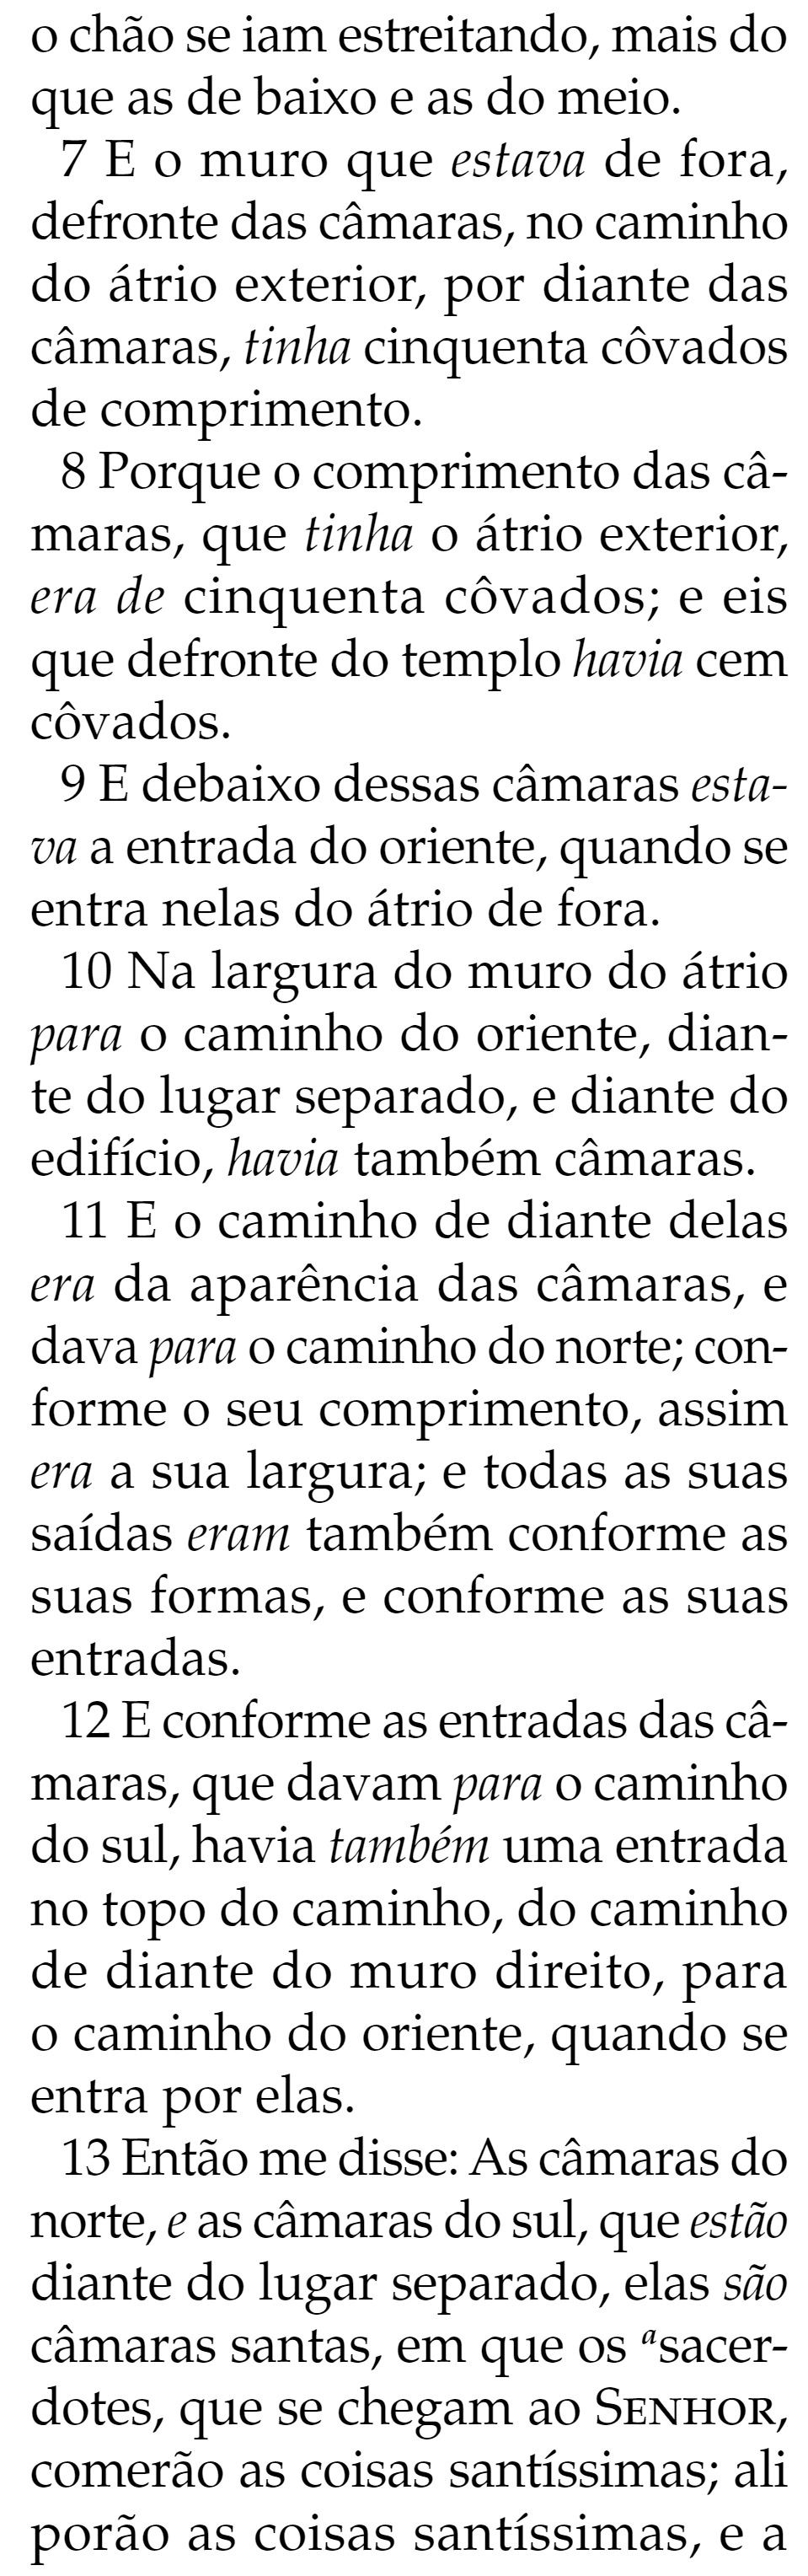 o chão se iam estreitando, mais do
que as de baixo e as do meio.
7 E o muro que estava de fora,
defronte das câmaras, no caminho
do átrio exterior, por diante das
câmaras, tinha cinquenta côvados
de comprimento.
8 Porque o comprimento das câ-
maras, que tinha o átrio exterior,
era de cinquenta côvados; e eis
que defronte do templo havia cem
côvados.
9 E debaixo dessas câmaras esta-
va a entrada do oriente, quando se
entra nelas do átrio de fora.
10 Na largura do muro do átrio
para o caminho do oriente, dian-
te do lugar separado, e diante do
edifício, havia também câmaras.
11 E o caminho de diante delas
era da aparência das câmaras, e
dava para o caminho do norte; con-
forme o seu comprimento, assim
era a sua largura; e todas as suas
saídas eram também conforme as
suas formas, e conforme as suas
entradas.
12 E conforme as entradas das câ-
maras, que davam para o caminho
do sul, havia também uma entrada
no topo do caminho, do caminho
de diante do muro direito, para
o caminho do oriente, quando se
entra por elas.
13 Então me disse: As câmaras do
norte, e as câmaras do sul, que estão
diante do lugar separado, elas são
câmaras santas, em que os ᵃsacer-
dotes, que se chegam ao SENHOR,
comerão as coisas santíssimas; ali
porão as coisas santíssimas, e a